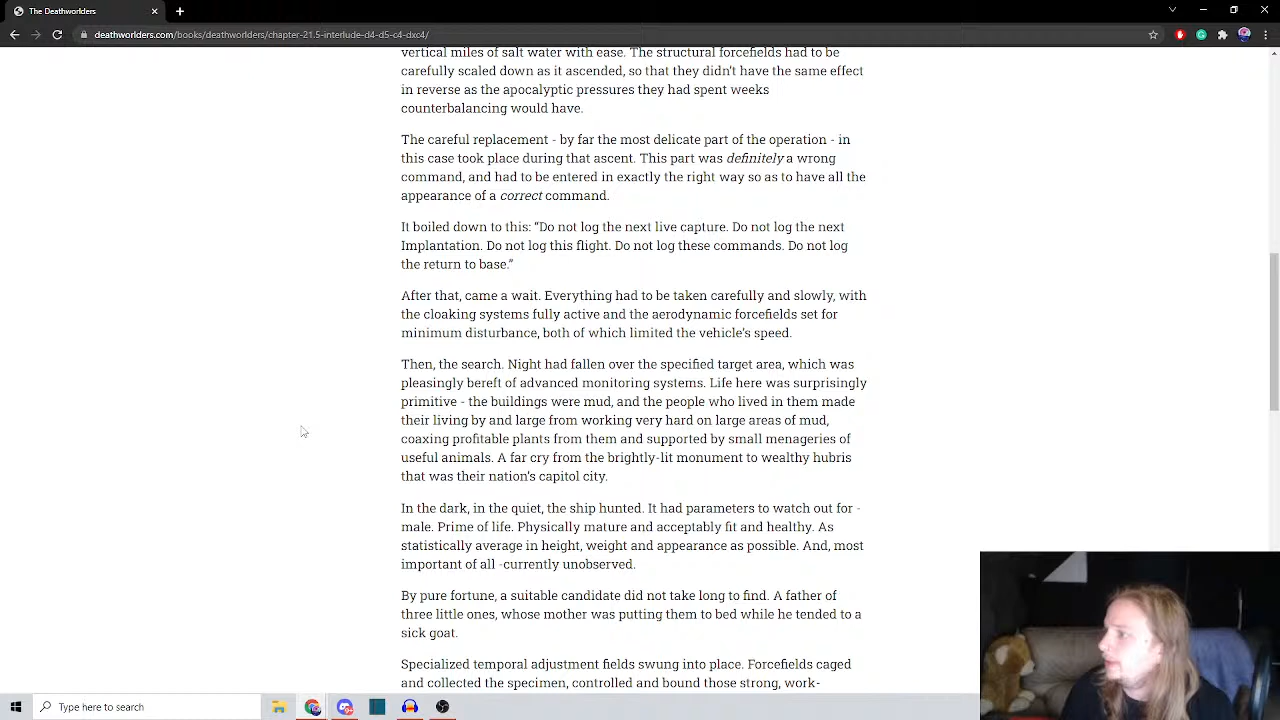 The Deathworlders
deathworlders.com/books/deathworlders/chapter-21.5-interlude-d4-d5-c4-dxc4/
vertical miles of salt water with ease. The structural forcefields had to be
carefully scaled down as it ascended, so that they didn't have the same effect
in reverse as the apocalyptic pressures they had spent weeks
counterbalancing would have.
The careful replacement - by far the most delicate part of the operation - in
this case took place during that ascent. This part was definitely a wrong
command, and had to be entered in exactly the right way so as to have all the
appearance of a correct command.
It boiled down to this: “Do not log the next live capture. Do not log the next
Implantation. Do not log this flight. Do not log these commands. Do not log
the return to base.”
After that, came a wait. Everything had to be taken carefully and slowly, with
the cloaking systems fully active and the aerodynamic forcefields set for
minimum disturbance, both of which limited the vehicle's speed.
Then, the search. Night had fallen over the specified target area, which was
pleasingly bereft of advanced monitoring systems. Life here was surprisingly
primitive - the buildings were mud, and the people who lived in them made
their living by and large from working very hard on large areas of mud,
coaxing profitable plants from them and supported by small menageries of
useful animals. A far cry from the brightly-lit monument to wealthy hubris
that was their nation's capitol city.
In the dark, in the quiet, the ship hunted. It had parameters to watch out for -
male. Prime of life. Physically mature and acceptably fit and healthy. As
statistically average in height, weight and appearance as possible. And, most
important of all -currently unobserved.
By pure fortune, a suitable candidate did not take long to find. A father of
three little ones, whose mother was putting them to bed while he tended to a
sick goat.
Specialized temporal adjustment fields swung into place. Forcefields caged
and collected the specimen, controlled and bound those strong, work-
Type here to search